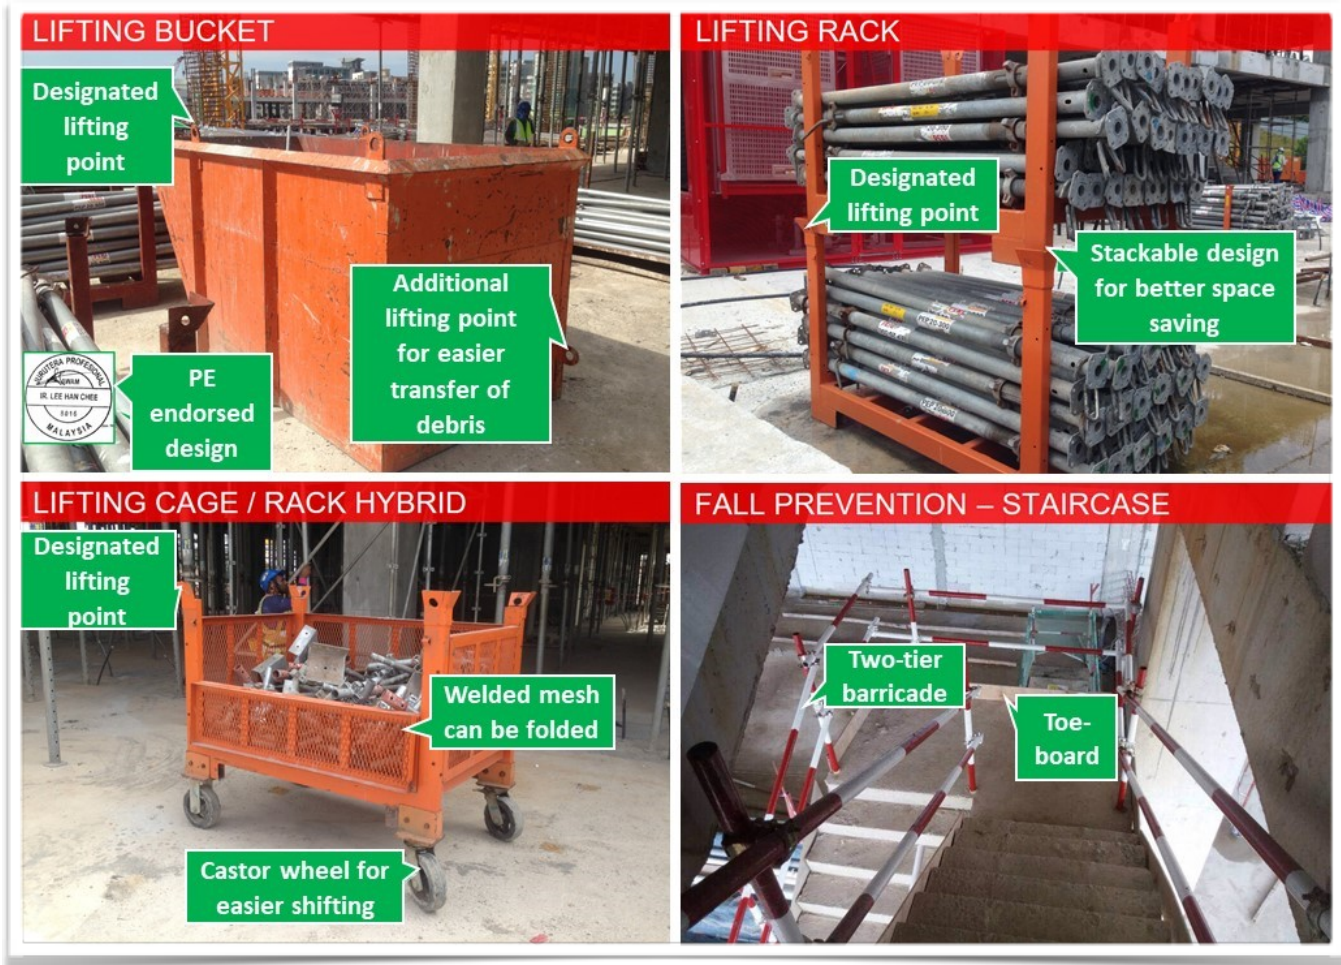 LIFTING BUCKET
Designated
lifting
point
Additional
lifting point
for easier
transfer of
debris
PE
endorsed
design
JURUTERA PROFESIONAL
IR. LEE HAN CHEE
MALAYSIA
LIFTING RACK
Designated
lifting point
Stackable design
for better space
saving
LIFTING CAGE / RACK HYBRID
Designated
lifting
point
Welded mesh
can be folded
Castor wheel for
easier shifting
FALL PREVENTION – STAIRCASE
Two-tier
barricade
Toe-
board